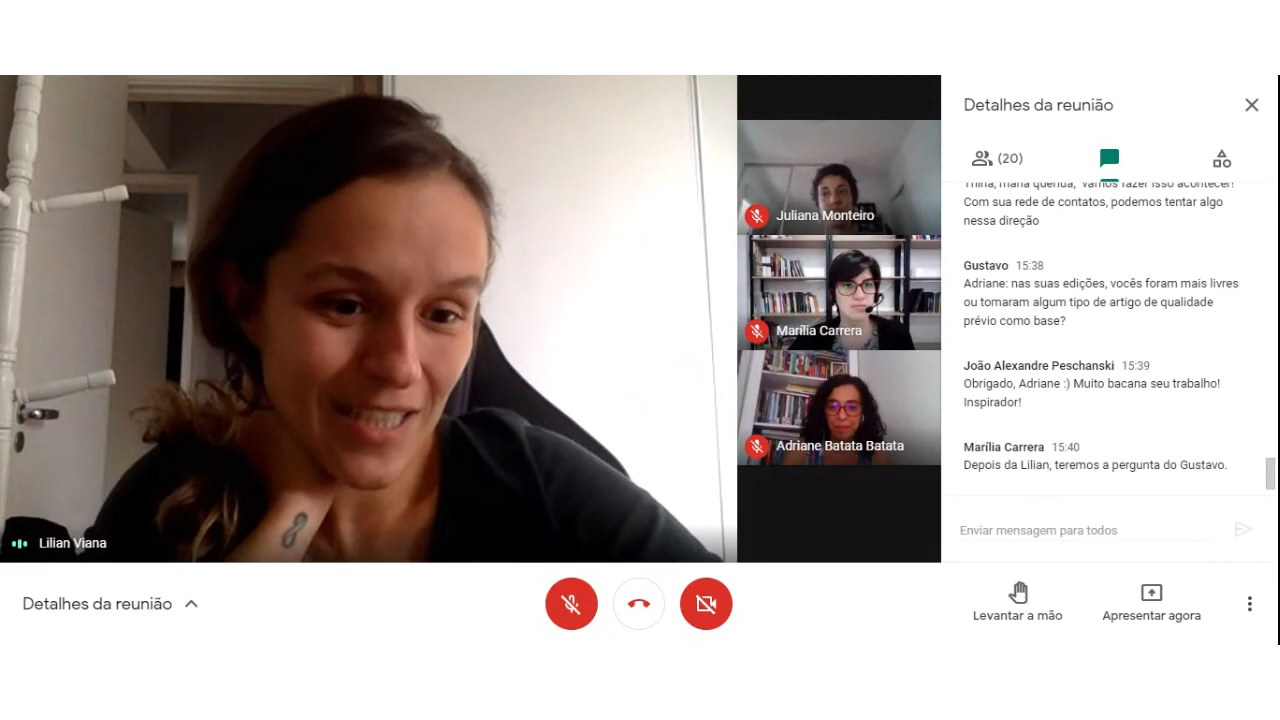 Lilian Viana
Juliana Monteiro
Marília Carrera
Adriane Batata Batata
Detalhes da reunião
(20)
vamos fazer isso acontecer!
Com sua rede de contatos, podemos tentar algo
nessa direção
Gustavo 15:38
Adriane: nas suas edições, vocês foram mais livres
ou tomaram algum tipo de artigo de qualidade
prévio como base?
João Alexandre Peschanski 15:39
Obrigado, Adriane :) Muito bacana seu trabalho!
Inspirador!
Marília Carrera 15:40
Depois da Lilian, teremos a pergunta do Gustavo.
Enviar mensagem para todos
Detalhes da reunião
Levantar a mão
Apresentar agora